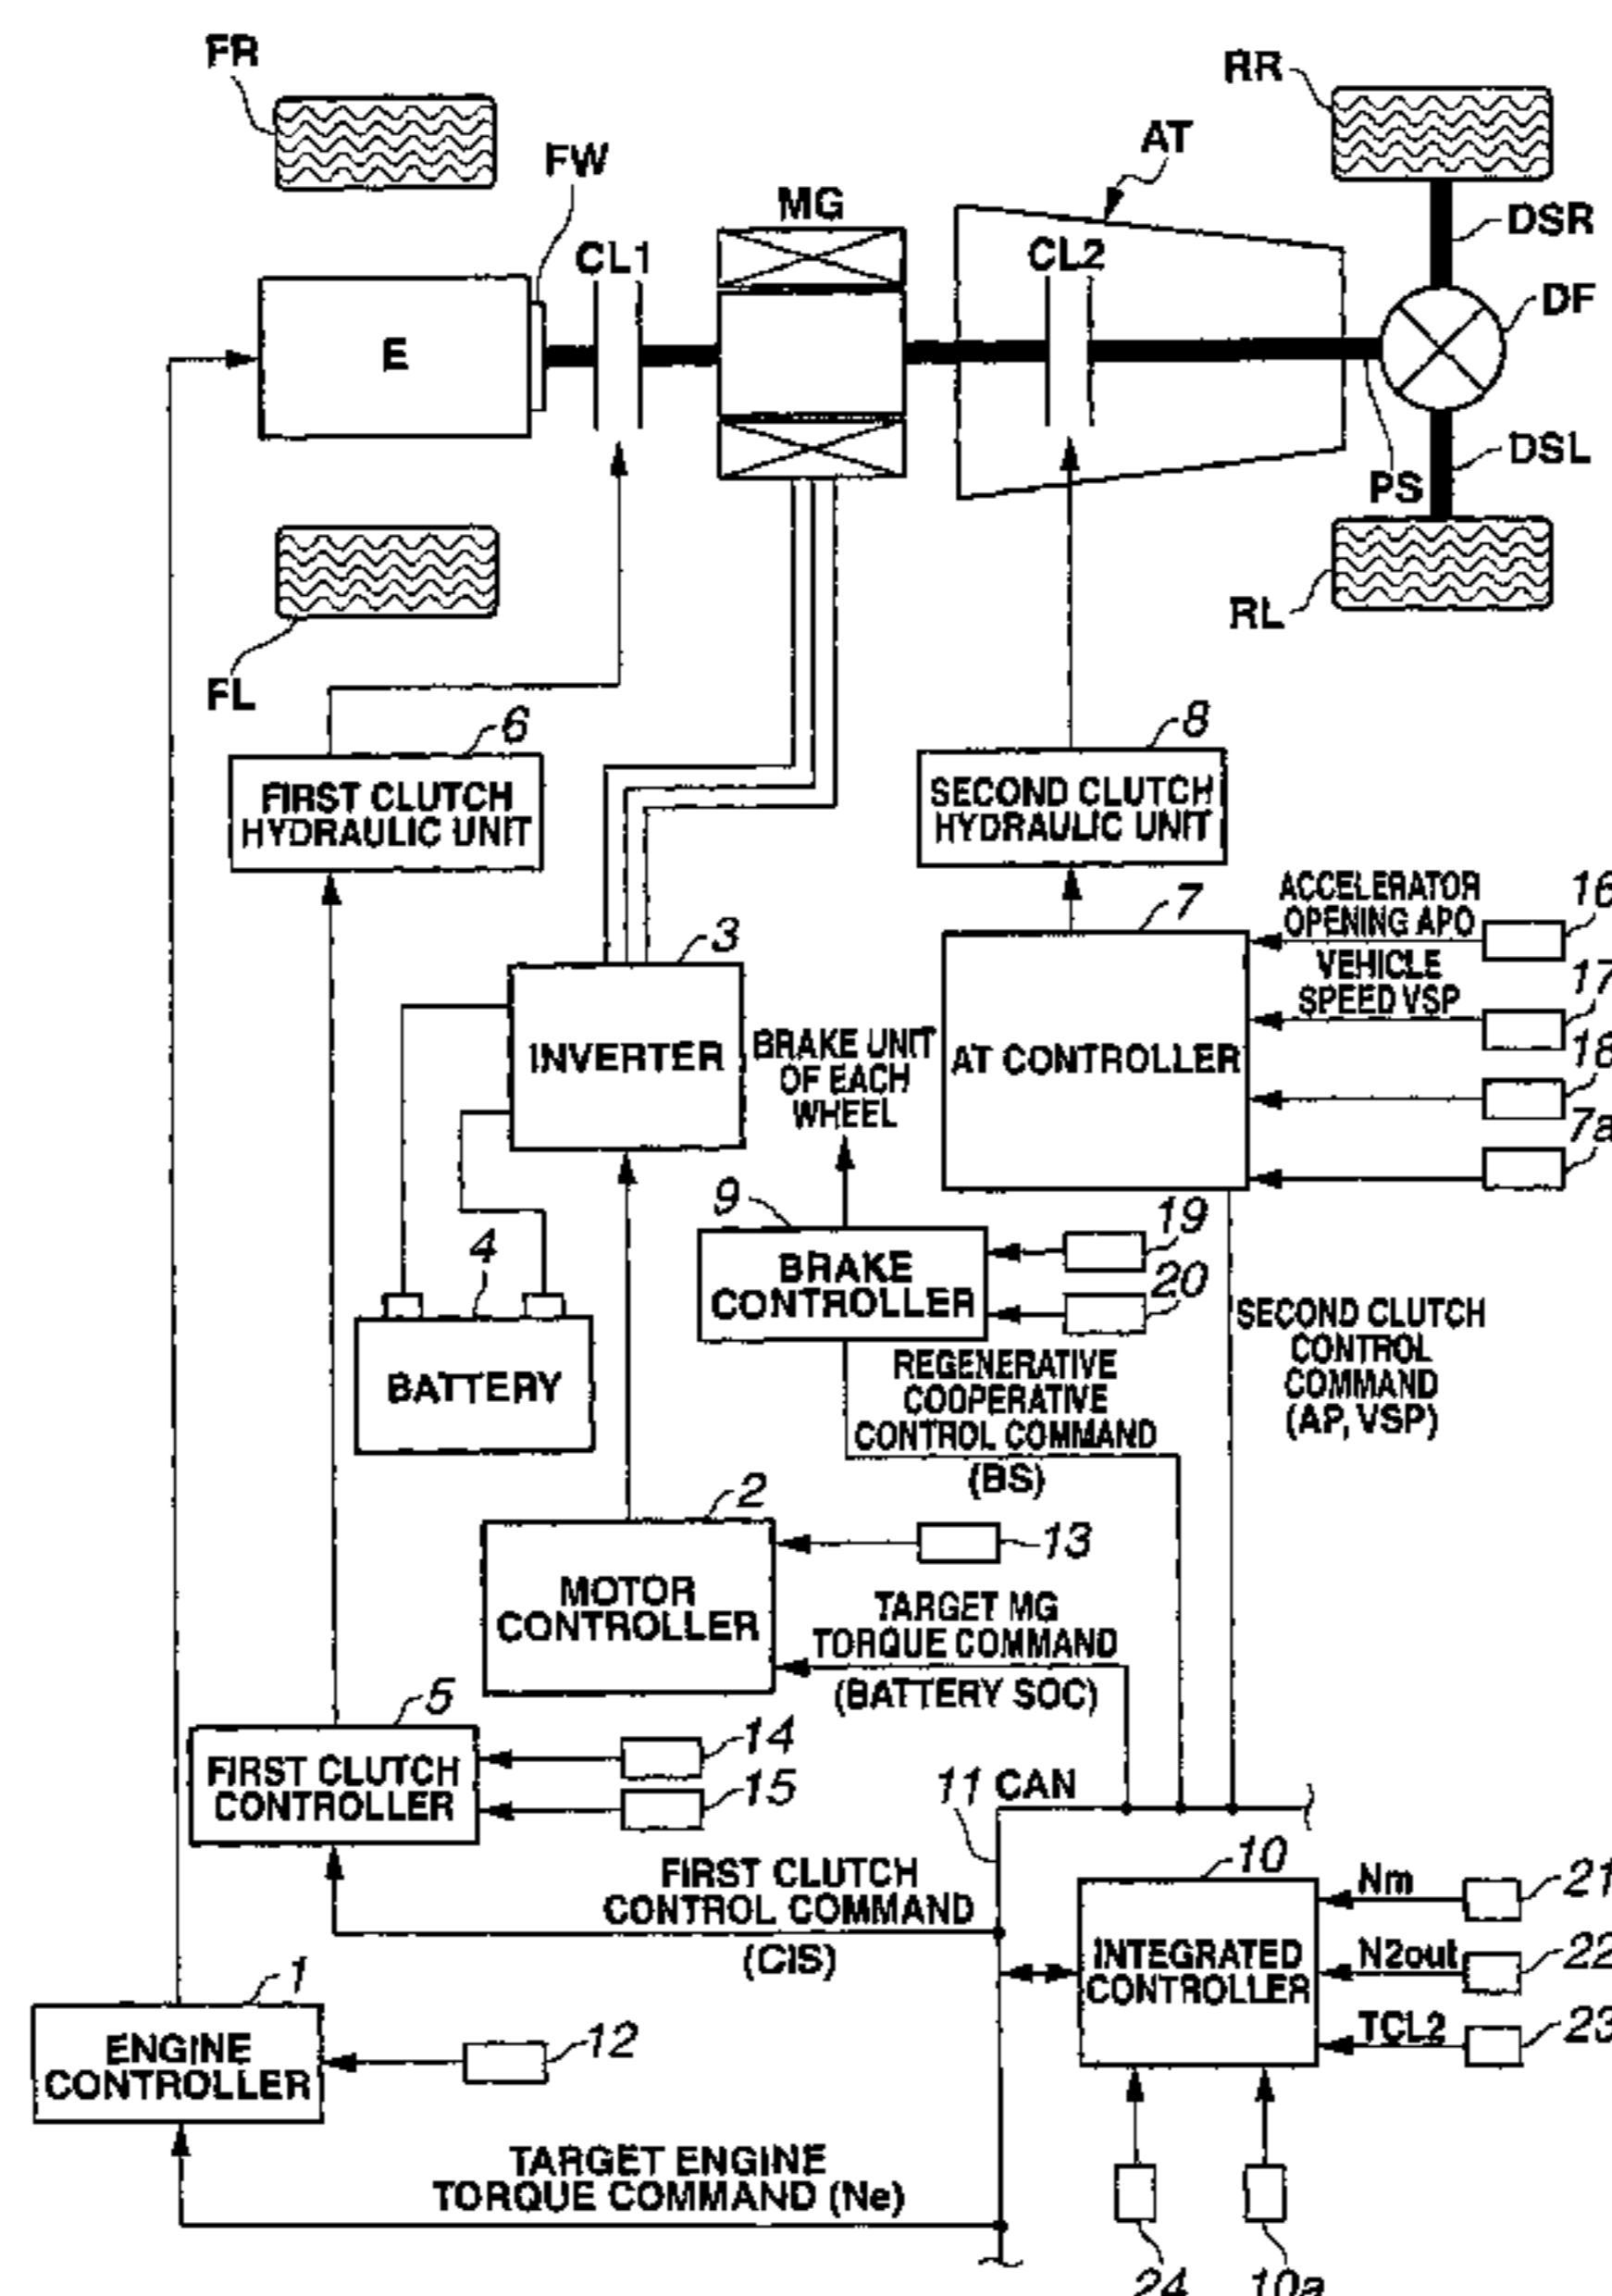 FR
RR
FW
AT
MG
DSR
CL1
CL2
DF
E
DSL
PS
RL
FL
6
8
FIRST CLUTCH
HYDRAULIC UNIT
SECOND CLUTCH
HYDRAULIC UNIT
7
ACCELERATOR
OPENING APO
16
3
VEHICLE
SPEED VSP
17
INVERTER
BRAKE UNIT
OF EACH
WHEEL
AT CONTROLLER
18
7a
9
19
4
BRAKE
CONTROLLER
20
SECOND CLUTCH
CONTROL
COMMAND
(AP, VSP)
BATTERY
REGENERATIVE
COOPERATIVE
CONTROL COMMAND
(BS)
2
13
MOTOR
CONTROLLER
TARGET MG
TORQUE COMMAND
(BATTERY SOC)
5
14
FIRST CLUTCH
CONTROLLER
15
11 CAN
10
FIRST CLUTCH
CONTROL COMMAND
(CIS)
Nm
21
INTEGRATED
CONTROLLER
N2out
22
1
TCL2
23
ENGINE
CONTROLLER
12
TARGET ENGINE
TORQUE COMMAND (Ne)
24
10a